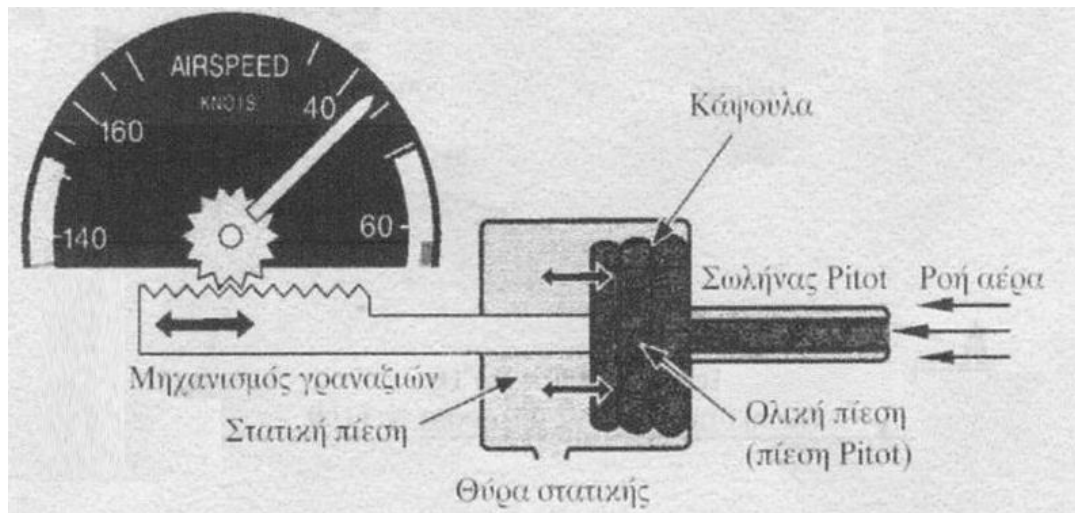 AIRSPEED
KNOTS
40
160
140
60
Κάψουλα
Σωλήνας Pitot
Ροή αέρα
Μηχανισμός γραναζιών
Στατική πίεση
Ολική πίεση
(πίεση Pitot)
Θύρα στατικής